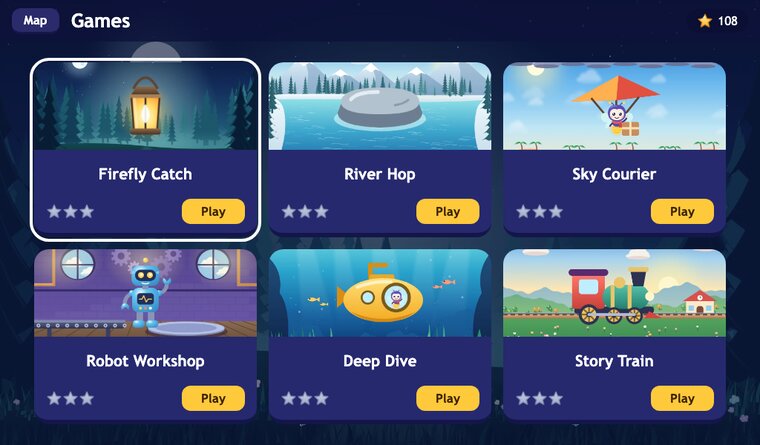 Map
Games
108
Firefly Catch
Play
River Hop
Play
Sky Courier
Play
Robot Workshop
Play
Deep Dive
Play
Story Train
Play